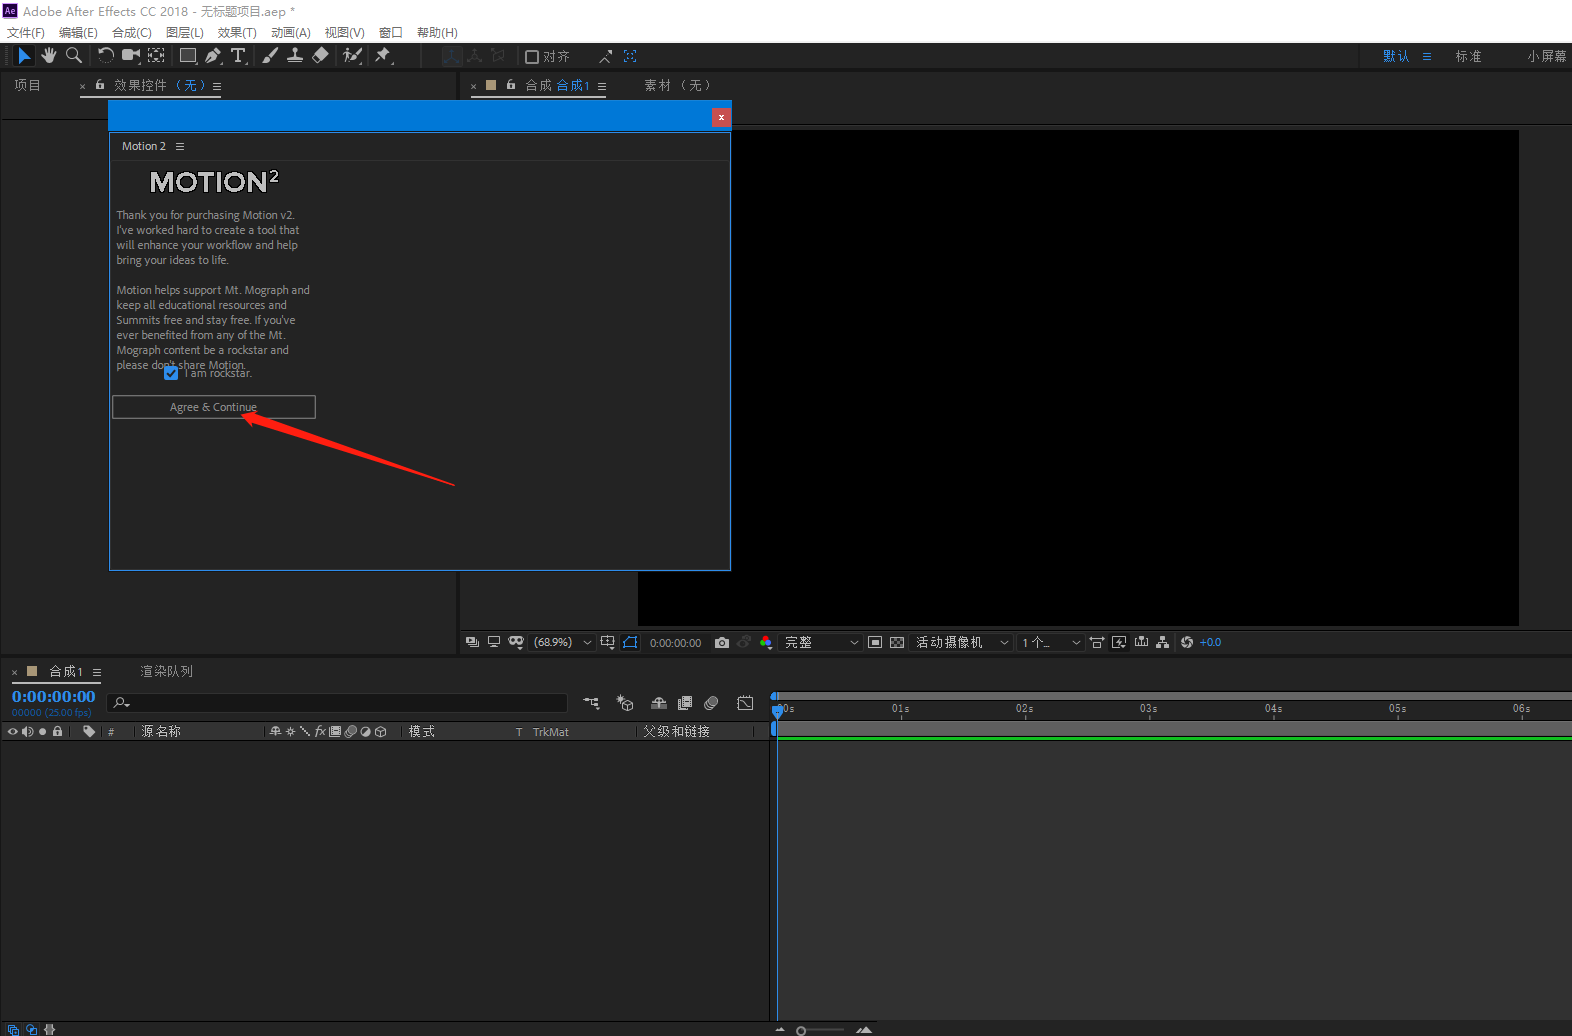 Ae Adobe After Effects CC 2018 - 无标题项目.aep *
文件(F) 编辑(E) 合成(C) 图层(L) 效果(T) 动画(A) 视图(V) 窗口 帮助(H)
对齐 默认 标准 小屏幕
项目 效果控件 (无) 合成 合成1 素材 (无)
Motion 2
MOTION2
Thank you for purchasing Motion v2.
I've worked hard to create a tool that
will enhance your workflow and help
bring your ideas to life.
Motion helps support Mt. Mograph and
keep all educational resources and
Summits free and stay free. If you've
ever benefited from any of the Mt.
Mograph content be a rockstar and
please don't share Motion.
I am rockstar.
Agree & Continue
(68.9%) 0:00:00:00 完整 活动摄像机 1个... +0.0
合成1 渲染队列
0:00:00:00
00000 (25.00 fps)
00s 01s 02s 03s 04s 05s 06s
# 源名称 fx 模式 T TrkMat 父级和链接